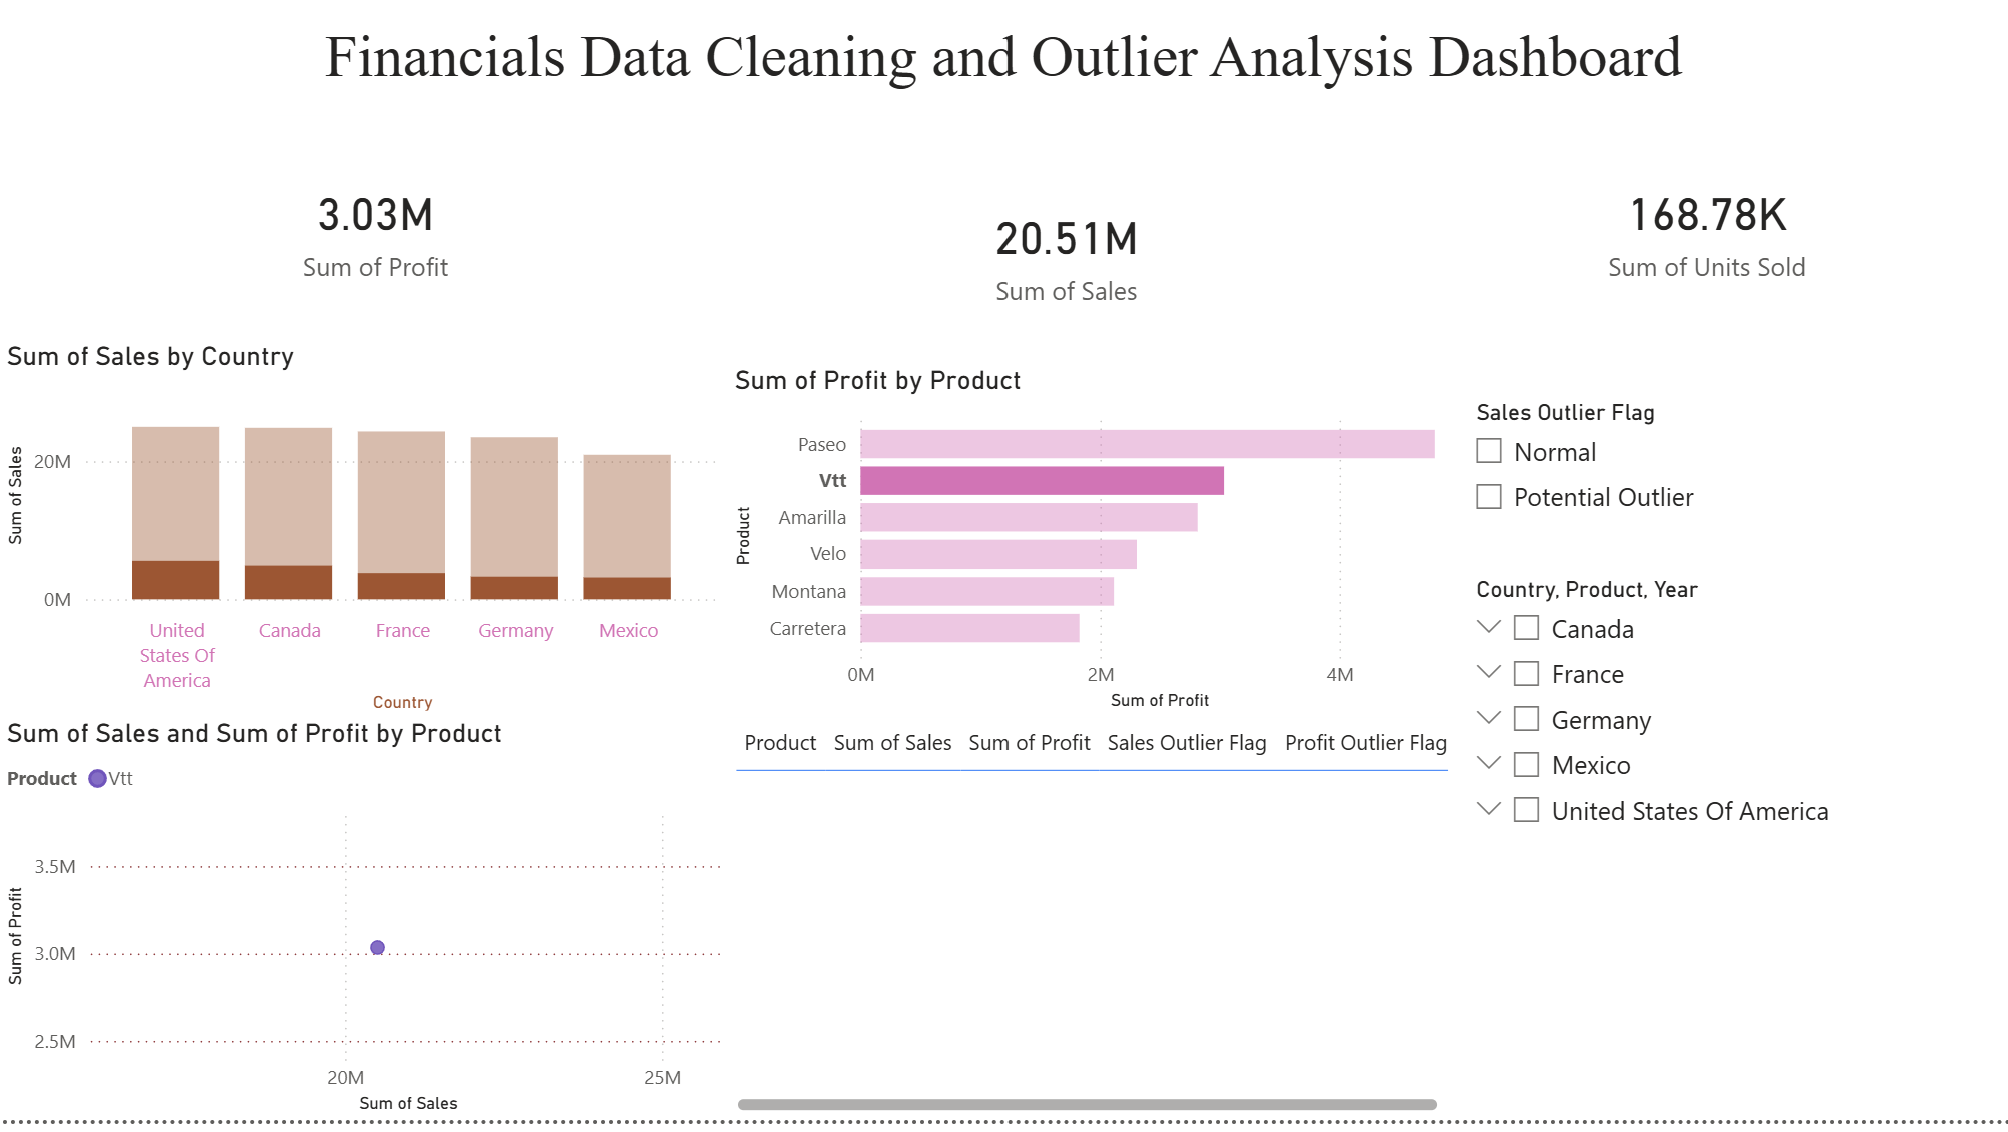 Financials Data Cleaning and Outlier Analysis Dashboard
3.03M
Sum of Profit
20.51M
Sum of Sales
168.78K
Sum of Units Sold
Sum of Sales by Country
Sum of Sales
20M
0M
United
States Of
America
Canada
France
Germany
Mexico
Country
Sum of Profit by Product
Product
Paseo
Vtt
Amarilla
Velo
Montana
Carretera
0M
2M
4M
Sum of Profit
Sales Outlier Flag
Normal
Potential Outlier
Country, Product, Year
Canada
France
Germany
Mexico
United States Of America
Sum of Sales and Sum of Profit by Product
Product Vtt
Sum of Profit
3.5M
3.0M
2.5M
20M
25M
Sum of Sales
Product Sum of Sales Sum of Profit Sales Outlier Flag Profit Outlier Flag